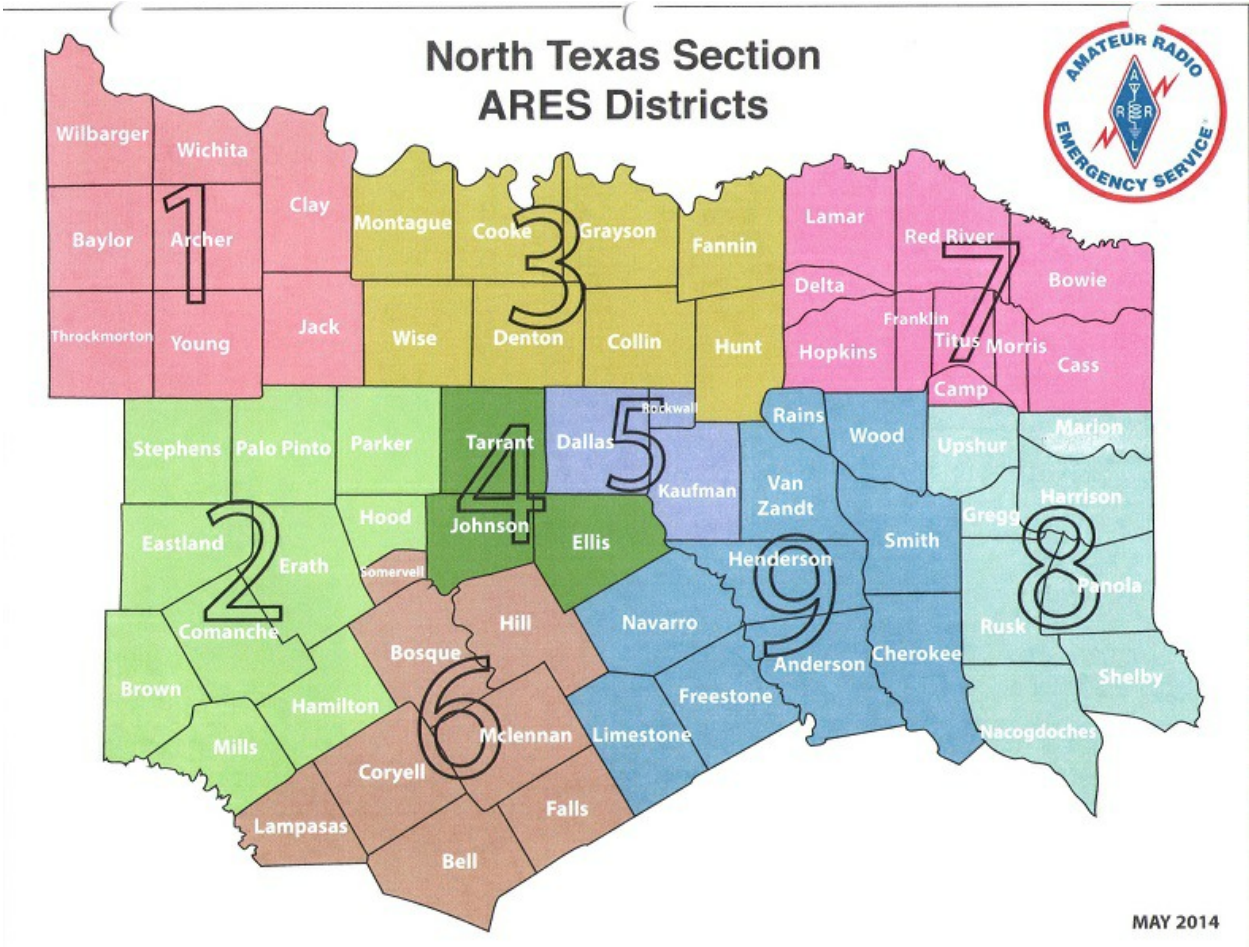 North Texas Section
ARES Districts
AMATEUR RADIO
EMERGENCY SERVICE
A
R R
L
Wilbarger
Wichita
Clay
Baylor
Archer
1
Throckmorton
Young
Jack
Montague
Cooke
Grayson
Fannin
3
Wise
Denton
Collin
Hunt
Lamar
Red River
Bowie
Delta
7
Franklin
Titus
Morris
Hopkins
Cass
Camp
Stephens
Palo Pinto
Parker
Hood
Eastland
2
Erath
Comanche
Brown
Hamilton
Mills
Tarrant
4
Johnson
Ellis
Dallas
5
Rockwall
Kaufman
Somervell
Hill
Bosque
6
Mclennan
Coryell
Falls
Lampasas
Bell
Rains
Wood
Van
Zandt
Smith
Henderson
9
Navarro
Anderson
Cherokee
Freestone
Limestone
Upshur
Marion
Harrison
Gregg
8
Panola
Rusk
Shelby
Nacogdoches
MAY 2014